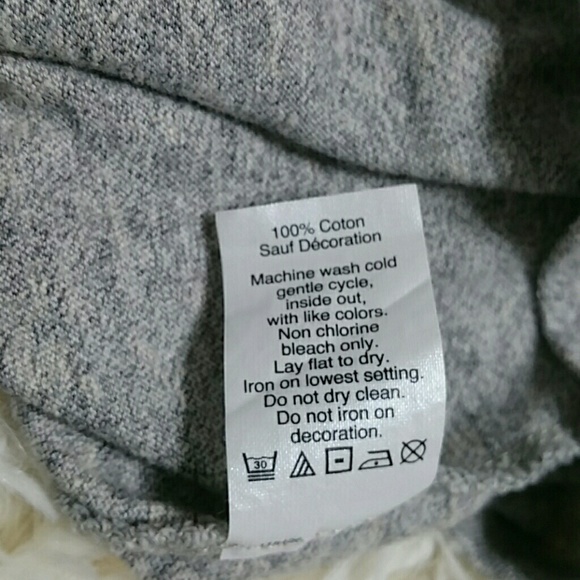 100% Coton
Sauf Décoration
Machine wash cold
gentle cycle,
inside out,
with like colors.
Non chlorine
bleach only.
Lay flat to dry.
Iron on lowest setting.
Do not dry clean.
Do not iron on
decoration.
30